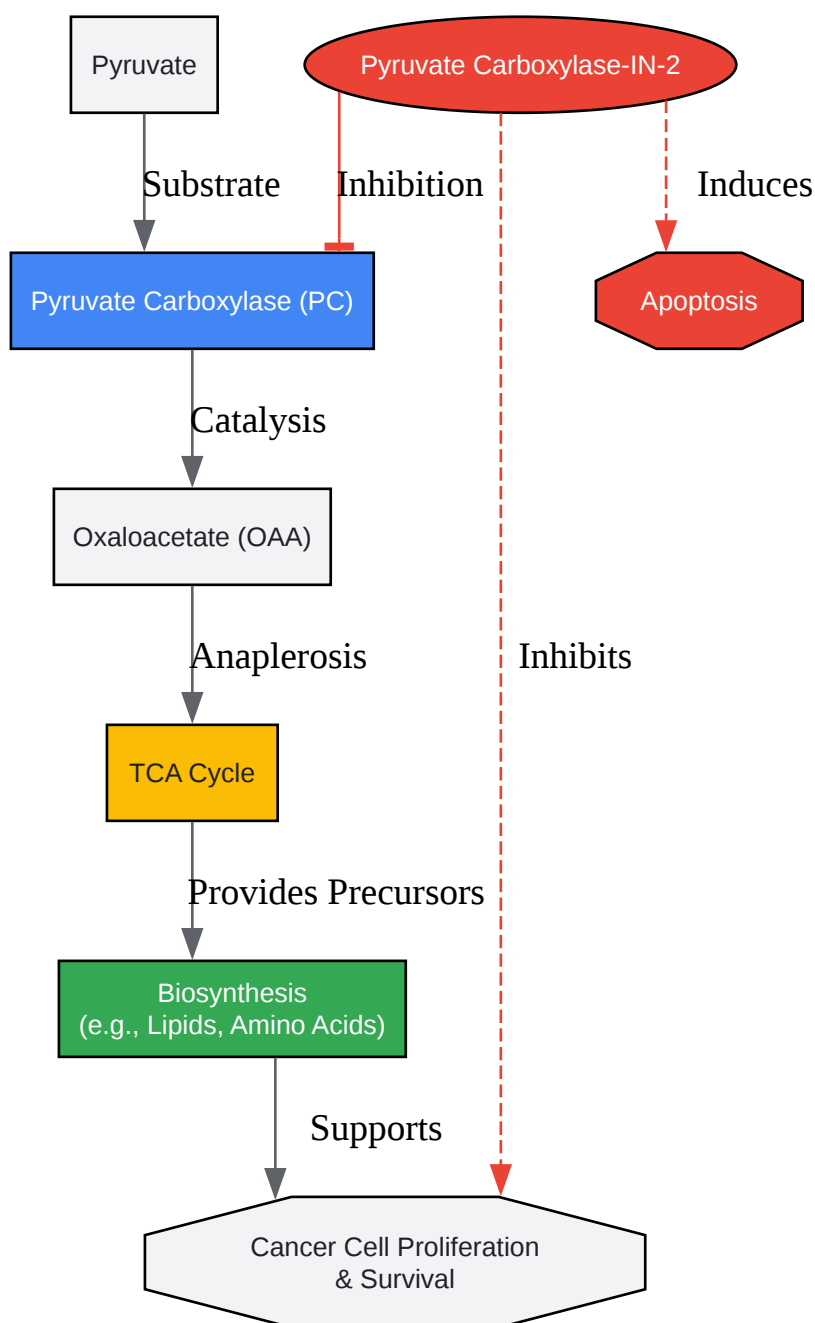 Pyruvate
Pyruvate Carboxylase-IN-2
Substrate
Inhibition
Induces
Pyruvate Carboxylase (PC)
Apoptosis
Catalysis
Oxaloacetate (OAA)
Anaplerosis
Inhibits
TCA Cycle
Provides Precursors
Biosynthesis
(e.g., Lipids, Amino Acids)
Supports
Cancer Cell Proliferation
& Survival